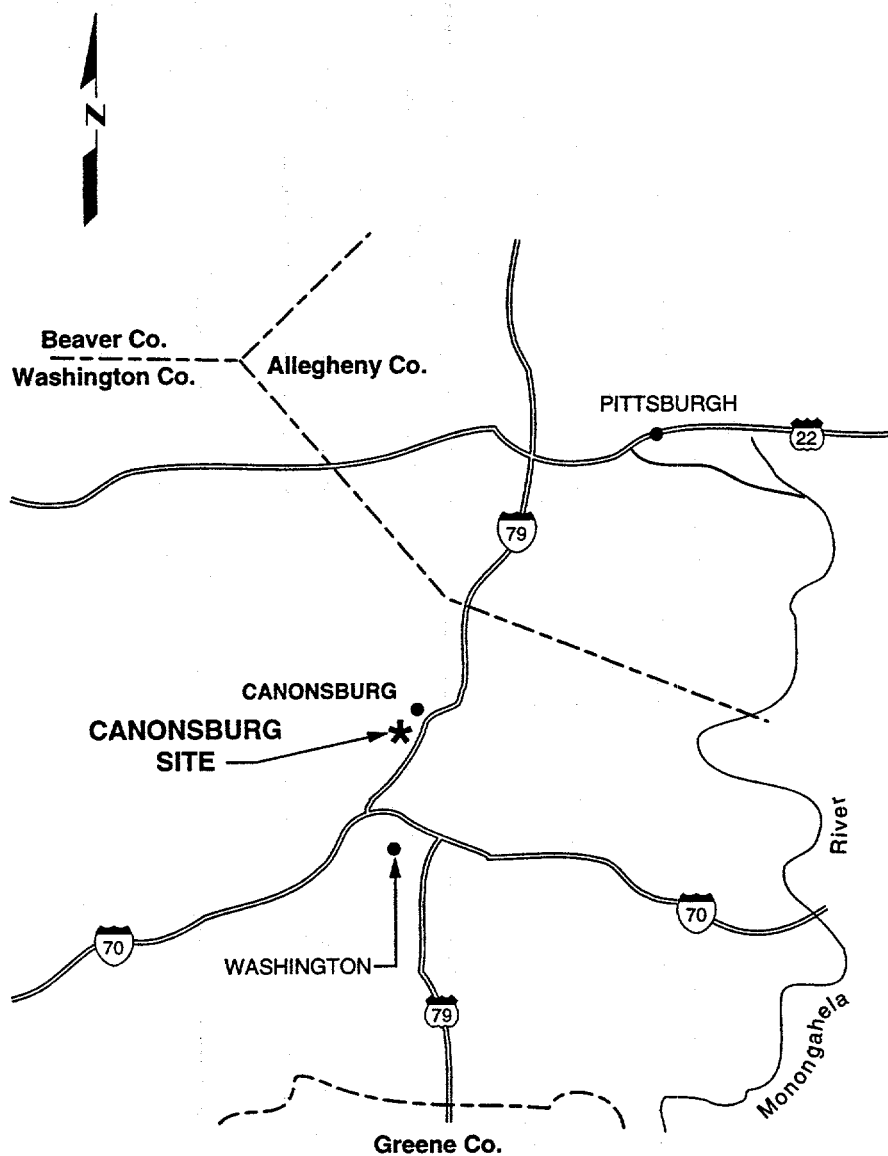 N
Beaver Co.
Washington Co.
Allegheny Co.
PITTSBURGH
22
79
CANONSBURG
CANONSBURG
SITE
River
70
70
WASHINGTON
79
Monongahela
Greene Co.